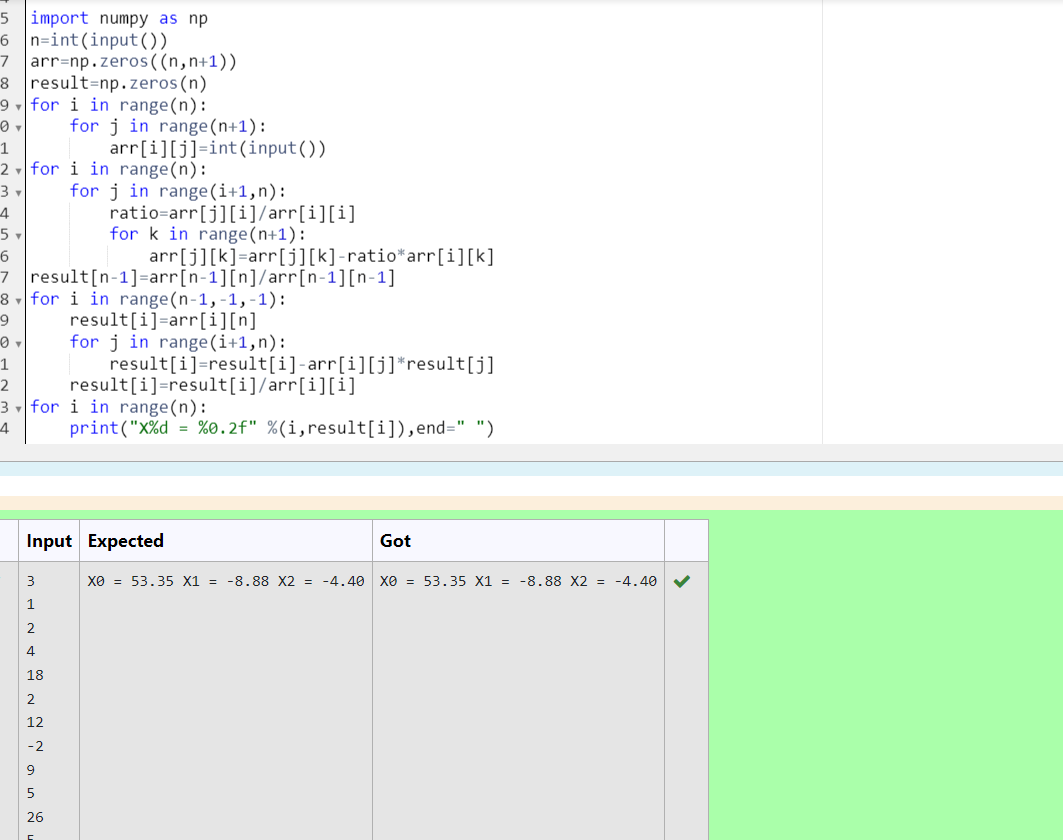 5 import numpy as np
6 n=int(input())
7 arr=np.zeros((n,n+1))
8 result=np.zeros(n)
9 for i in range(n):
0     for j in range(n+1):
1         arr[i][j]=int(input())
2 for i in range(n):
3     for j in range(i+1,n):
4         ratio=arr[j][i]/arr[i][i]
5         for k in range(n+1):
6             arr[j][k]=arr[j][k]-ratio*arr[i][k]
7 result[n-1]=arr[n-1][n]/arr[n-1][n-1]
8 for i in range(n-1,-1,-1):
9     result[i]=arr[i][n]
0     for j in range(i+1,n):
1         result[i]=result[i]-arr[i][j]*result[j]
2     result[i]=result[i]/arr[i][i]
3 for i in range(n):
4     print("X%d = %0.2f" %(i,result[i]),end=" ")
Input Expected Got
3 X0 = 53.35 X1 = -8.88 X2 = -4.40 X0 = 53.35 X1 = -8.88 X2 = -4.40
1
2
4
18
2
12
-2
9
5
26